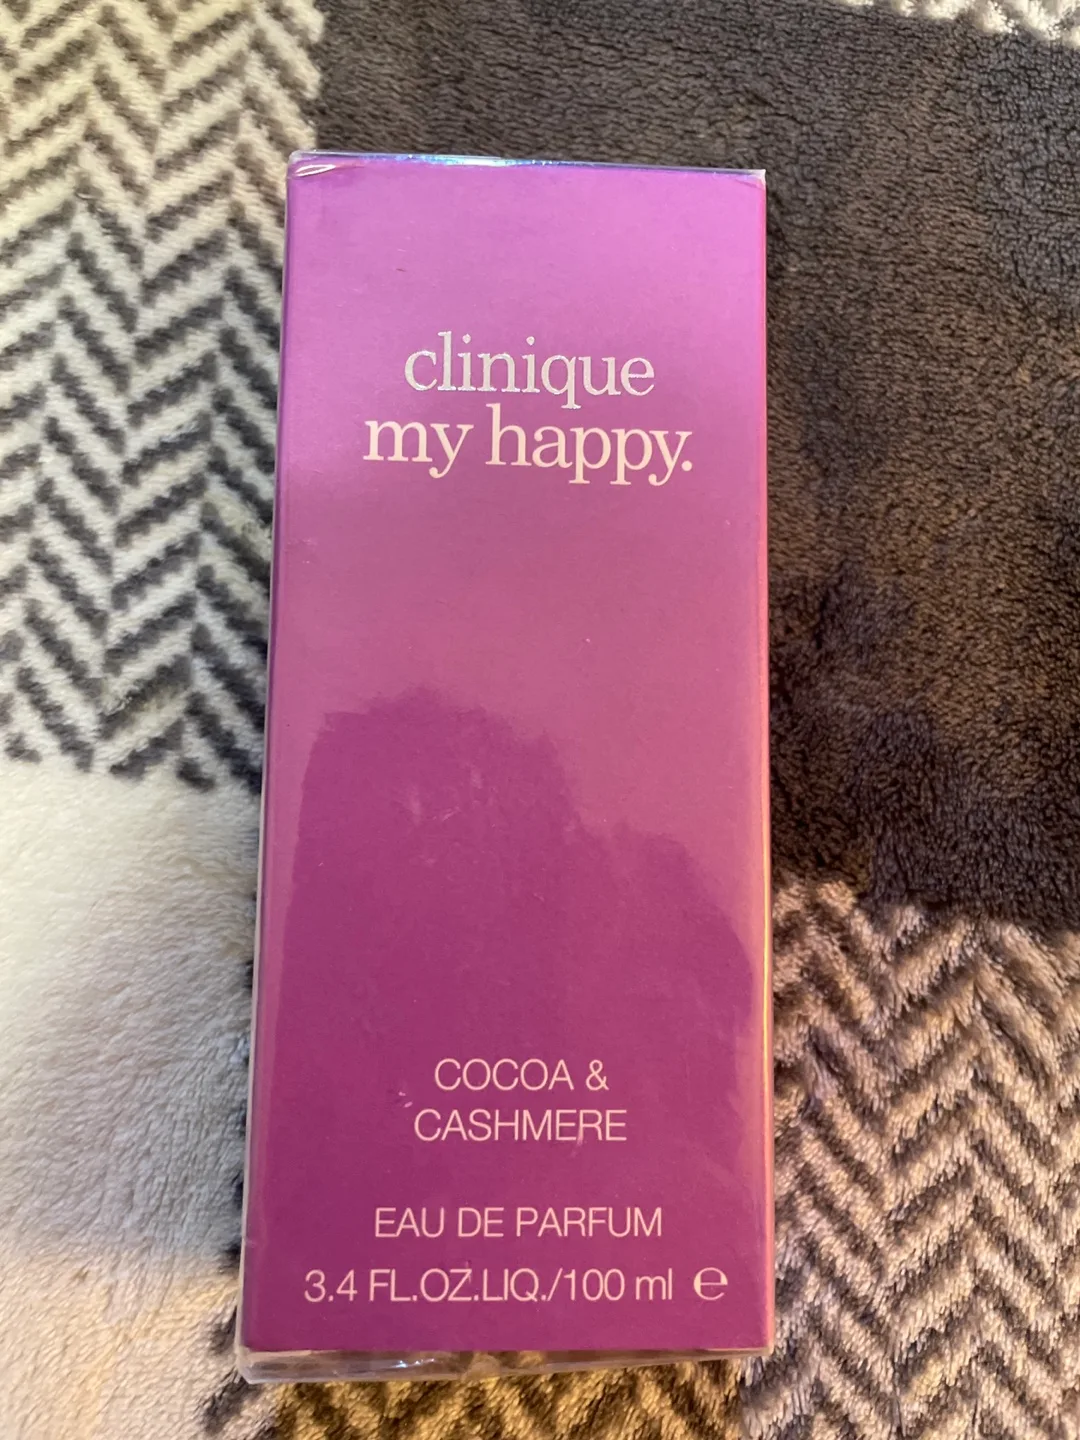 clinique
my happy.
COCOA &
CASHMERE
EAU DE PARFUM
3.4 FL.OZ.LIQ./100 ml ℮